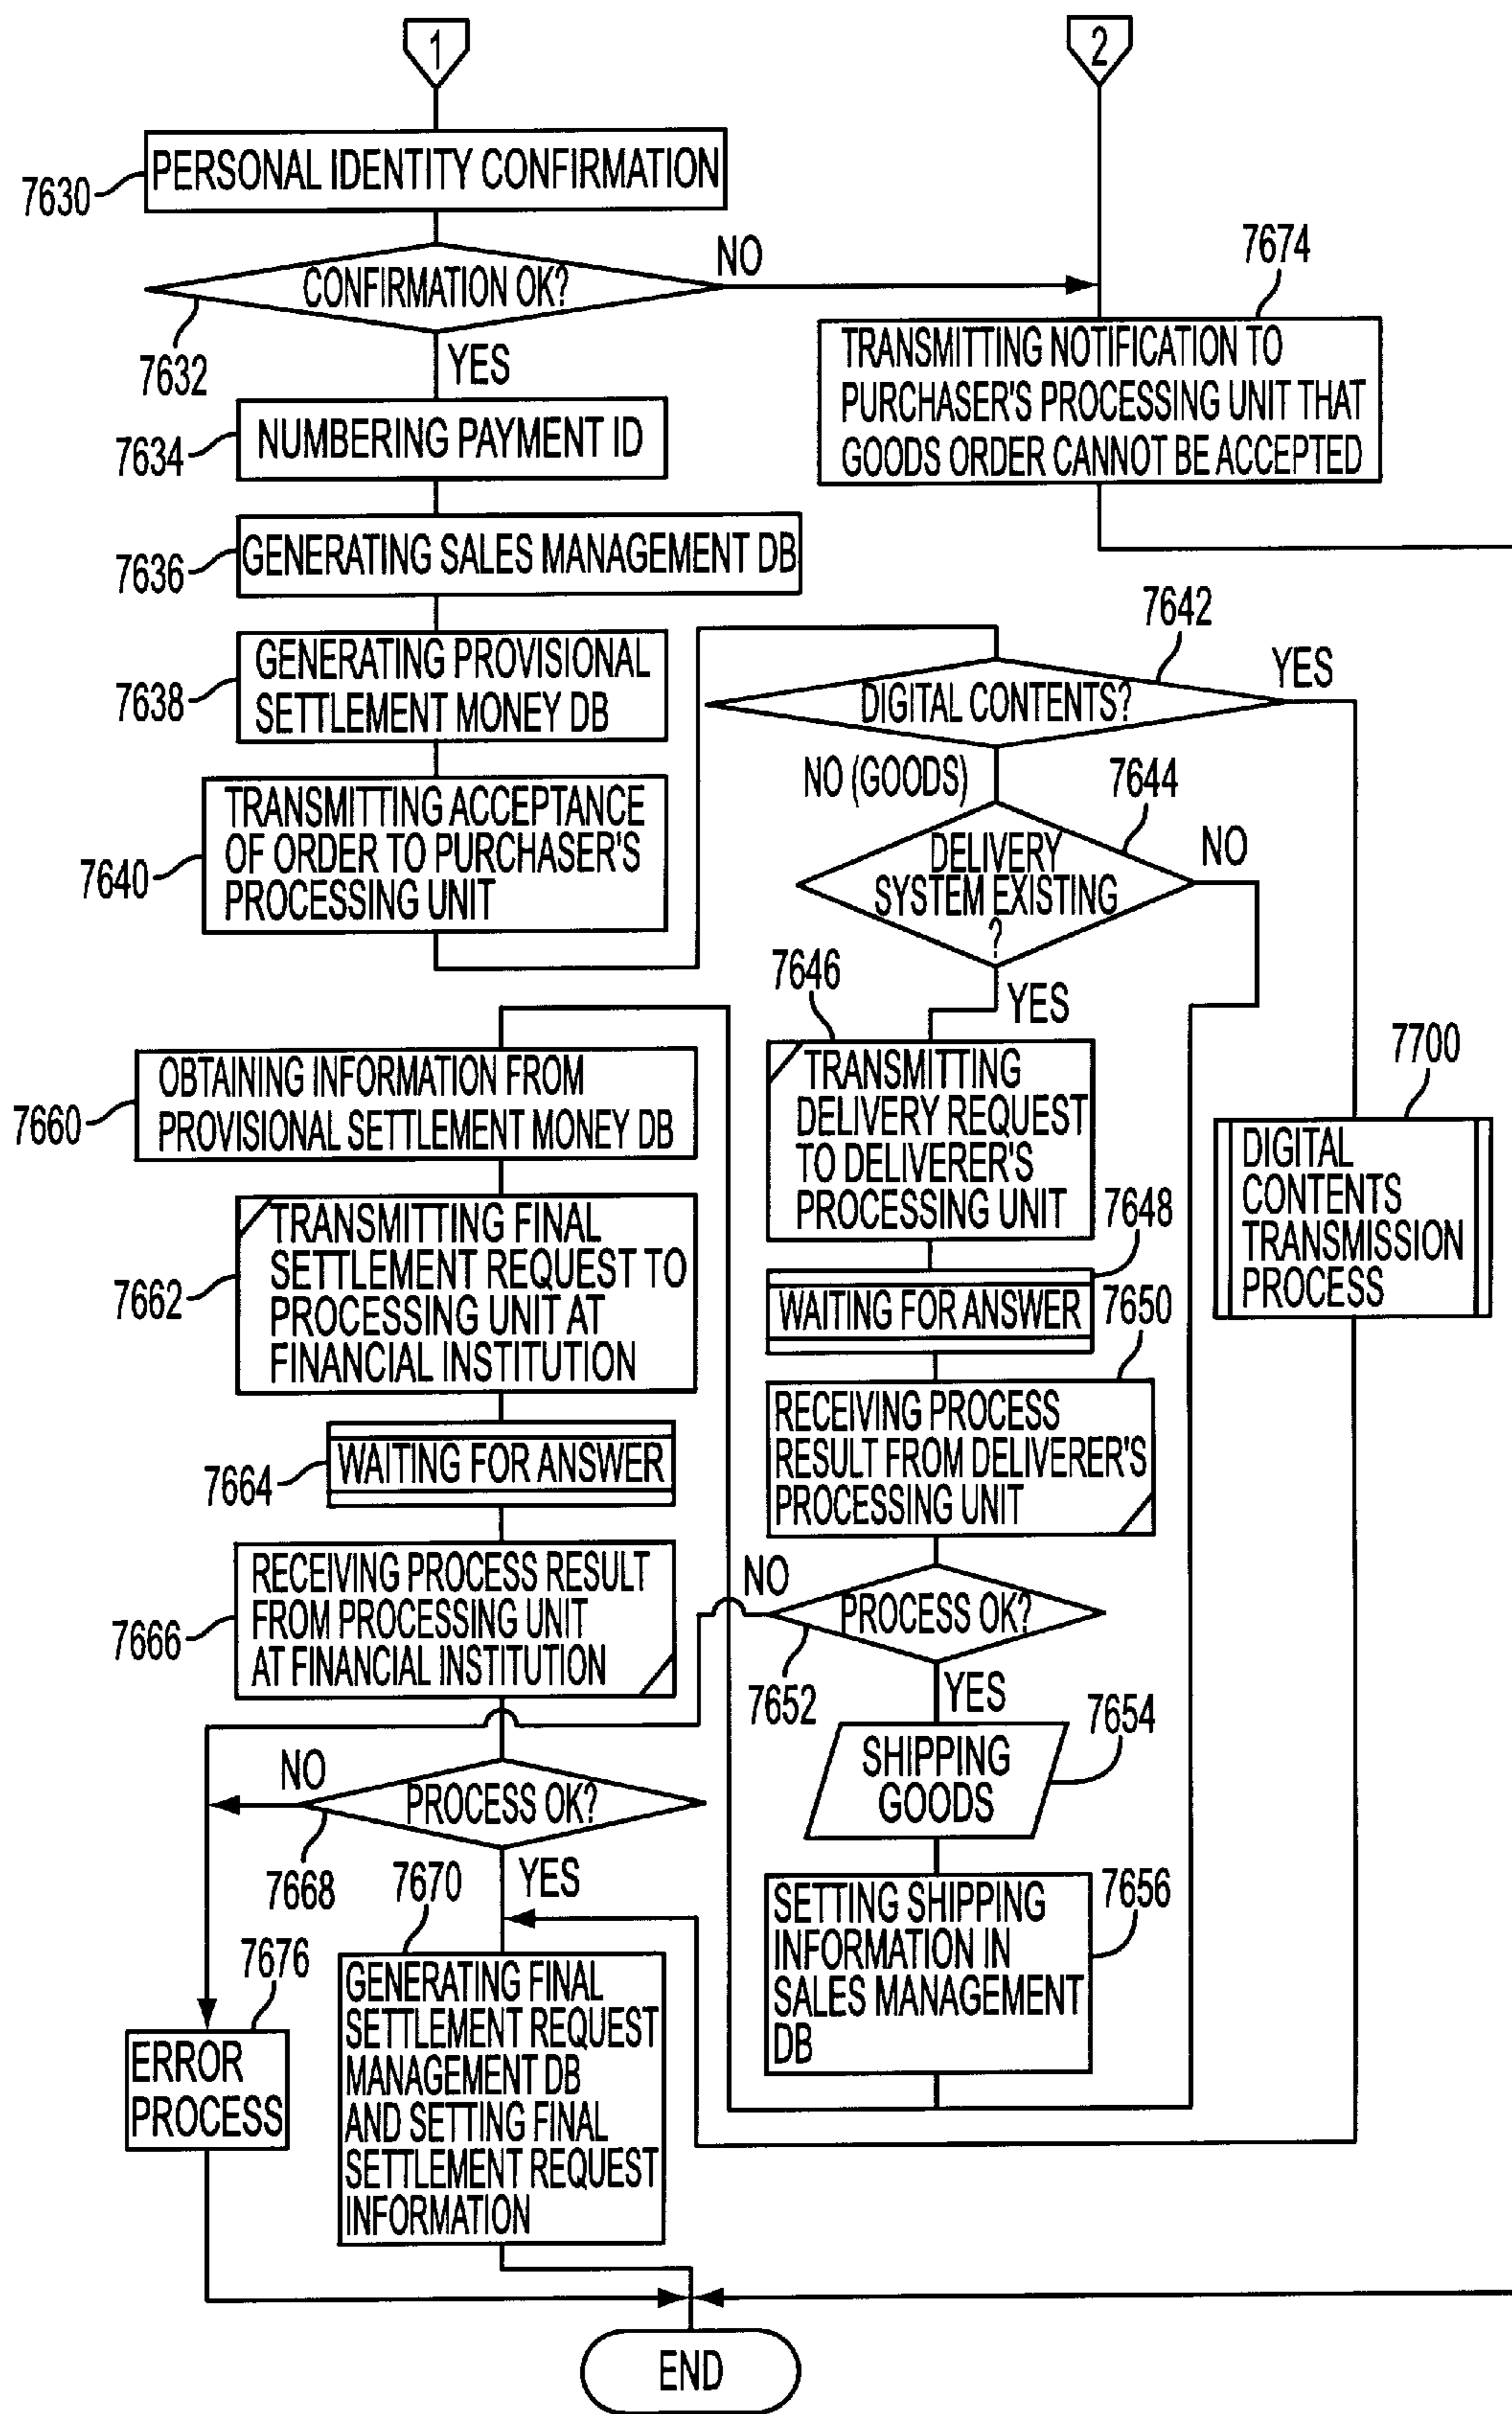 1
2
7630
PERSONAL IDENTITY CONFIRMATION
CONFIRMATION OK?
NO
7632
YES
7674
TRANSMITTING NOTIFICATION TO
PURCHASER'S PROCESSING UNIT THAT
GOODS ORDER CANNOT BE ACCEPTED
7634
NUMBERING PAYMENT ID
7636
GENERATING SALES MANAGEMENT DB
7638
GENERATING PROVISIONAL
SETTLEMENT MONEY DB
7640
TRANSMITTING ACCEPTANCE
OF ORDER TO PURCHASER'S
PROCESSING UNIT
7642
DIGITAL CONTENTS?
YES
NO (GOODS)
7644
DELIVERY
SYSTEM EXISTING
?
NO
YES
7646
TRANSMITTING
DELIVERY REQUEST
TO DELIVERER'S
PROCESSING UNIT
7648
WAITING FOR ANSWER
7650
RECEIVING PROCESS
RESULT FROM DELIVERER'S
PROCESSING UNIT
NO
PROCESS OK?
7652
YES
7654
SHIPPING
GOODS
7656
SETTING SHIPPING
INFORMATION IN
SALES MANAGEMENT
DB
7700
DIGITAL
CONTENTS
TRANSMISSION
PROCESS
7660
OBTAINING INFORMATION FROM
PROVISIONAL SETTLEMENT MONEY DB
7662
TRANSMITTING FINAL
SETTLEMENT REQUEST TO
PROCESSING UNIT AT
FINANCIAL INSTITUTION
7664
WAITING FOR ANSWER
7666
RECEIVING PROCESS RESULT
FROM PROCESSING UNIT
AT FINANCIAL INSTITUTION
NO
PROCESS OK?
7668
YES
7670
GENERATING FINAL
SETTLEMENT REQUEST
MANAGEMENT DB
AND SETTING FINAL
SETTLEMENT REQUEST
INFORMATION
7676
ERROR
PROCESS
END